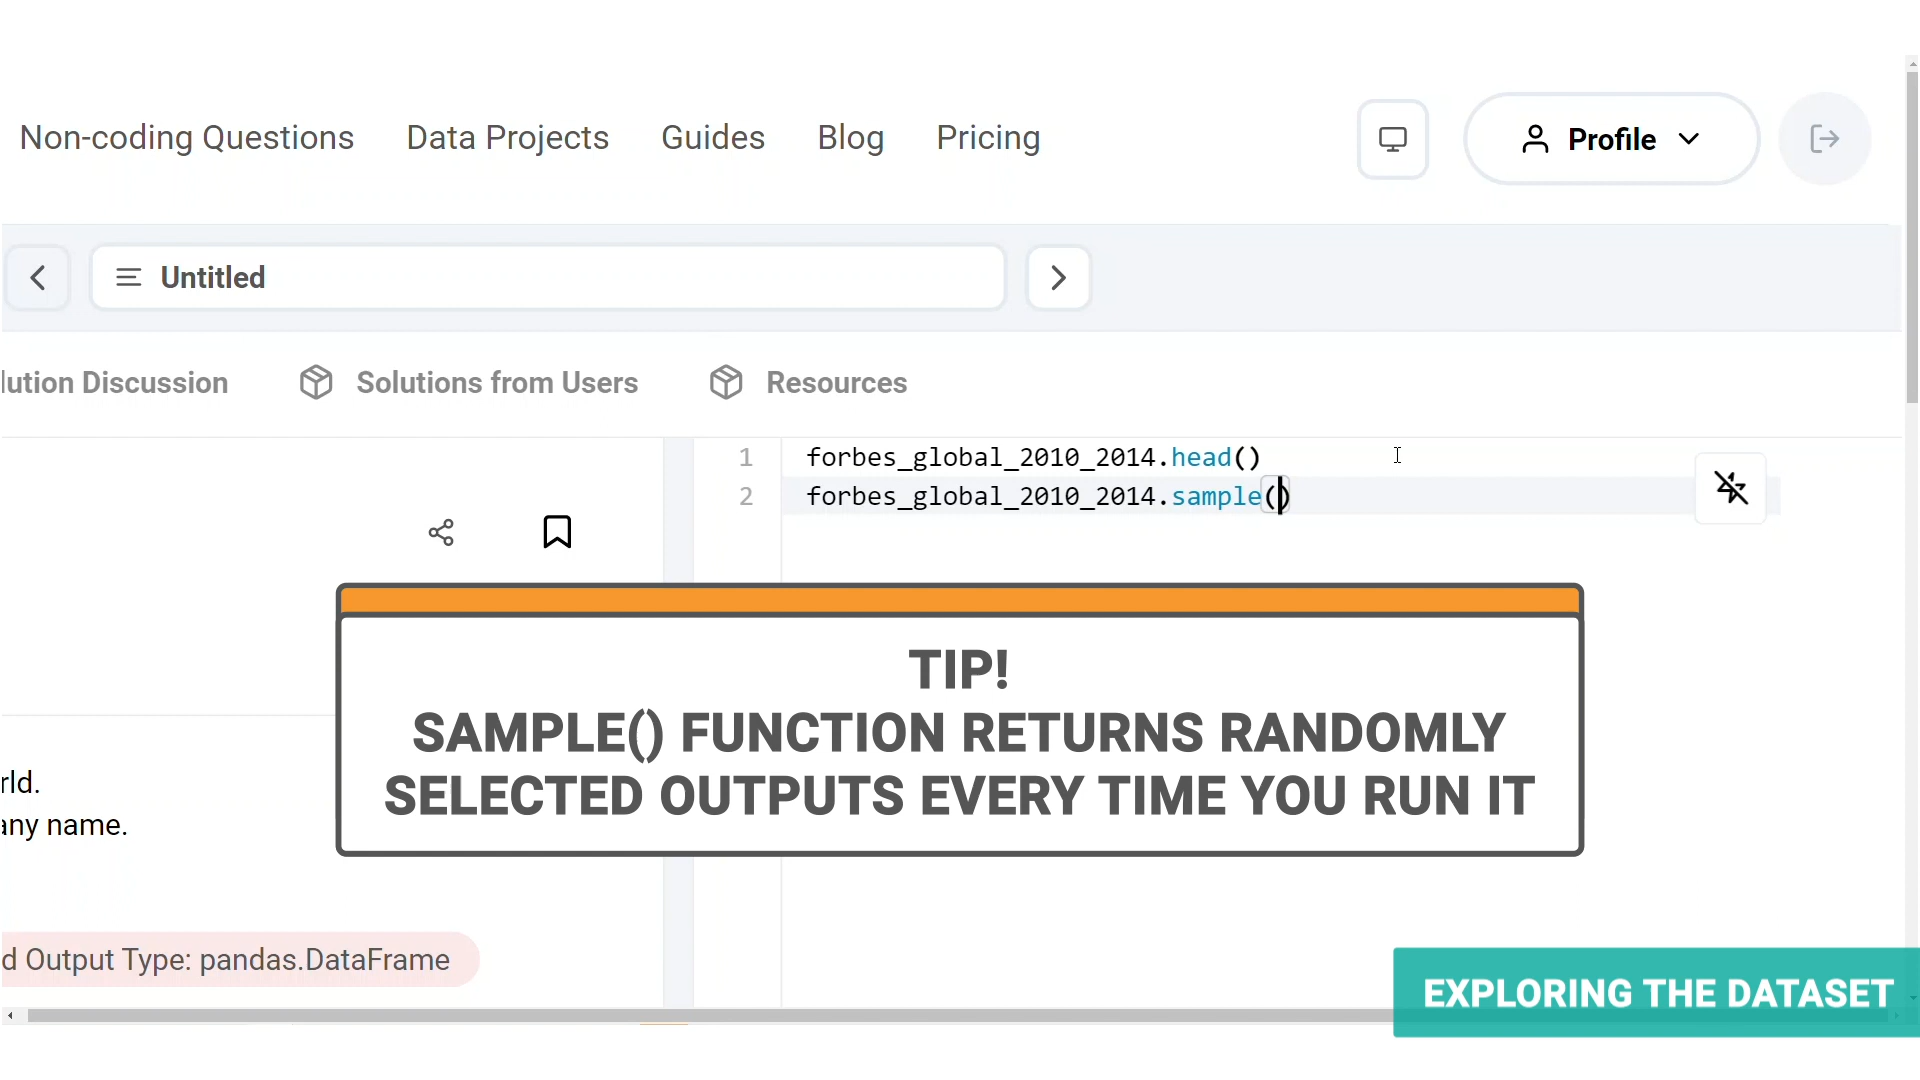 Non-coding Questions Data Projects Guides Blog Pricing Profile
Untitled
lution Discussion Solutions from Users Resources
1 forbes_global_2010_2014.head()
2 forbes_global_2010_2014.sample()
TIP!
SAMPLE() FUNCTION RETURNS RANDOMLY
SELECTED OUTPUTS EVERY TIME YOU RUN IT
rld.
any name.
d Output Type: pandas.DataFrame
EXPLORING THE DATASET